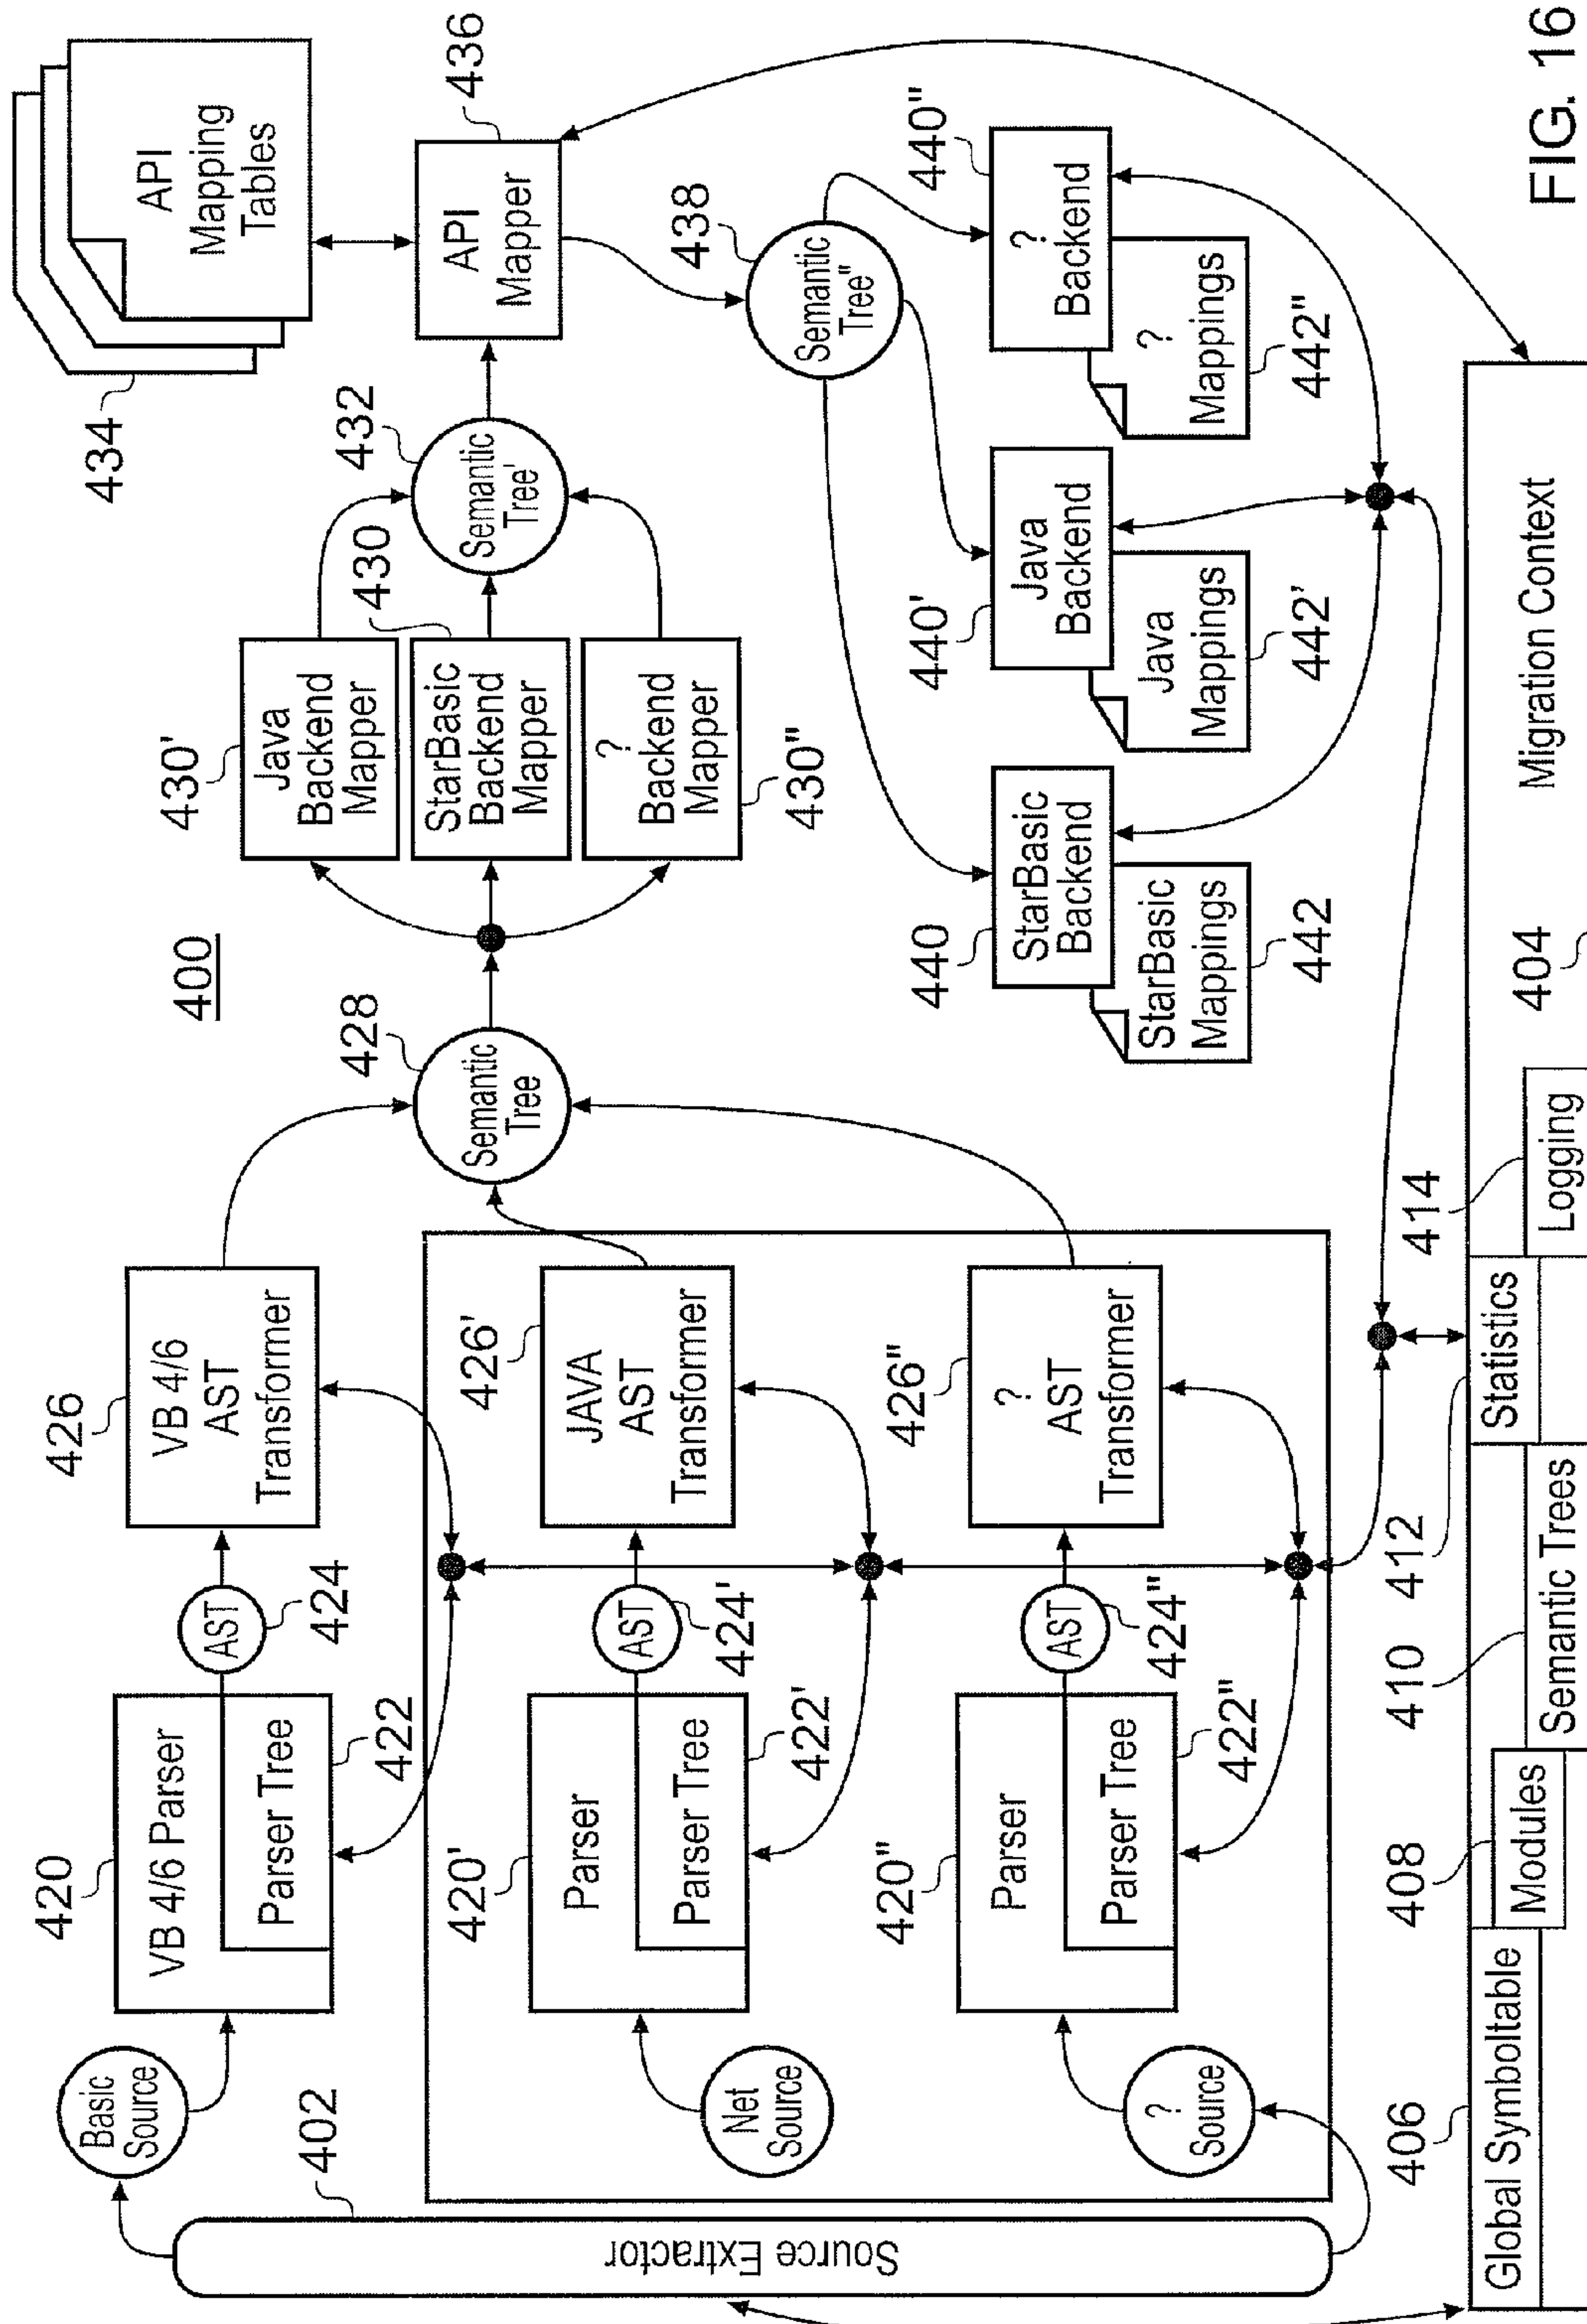 400
402
Source Extractor
Basic
Source
420
VB 4/6 Parser
Parser Tree
422
AST
424
426
VB 4/6
AST
Transformer
Net
Source
420'
Parser
Parser Tree
422'
AST
424'
426'
JAVA
AST
Transformer
?
Source
420"
Parser
Parser Tree
422"
AST
424"
426"
?
AST
Transformer
428
Semantic
Tree
430'
Java
Backend
Mapper
430
StarBasic
Backend
Mapper
?
Backend
Mapper
430"
432
Semantic
Tree'
434
API
Mapping
Tables
436
API
Mapper
438
Semantic
Tree"
440
StarBasic
Backend
StarBasic
Mappings
442
440'
Java
Backend
Java
Mappings
442'
440"
?
Backend
?
Mappings
442"
406
Global Symboltable
408
Modules
410
Semantic Trees
412
Statistics
414
Logging
404
Migration Context
FIG. 16